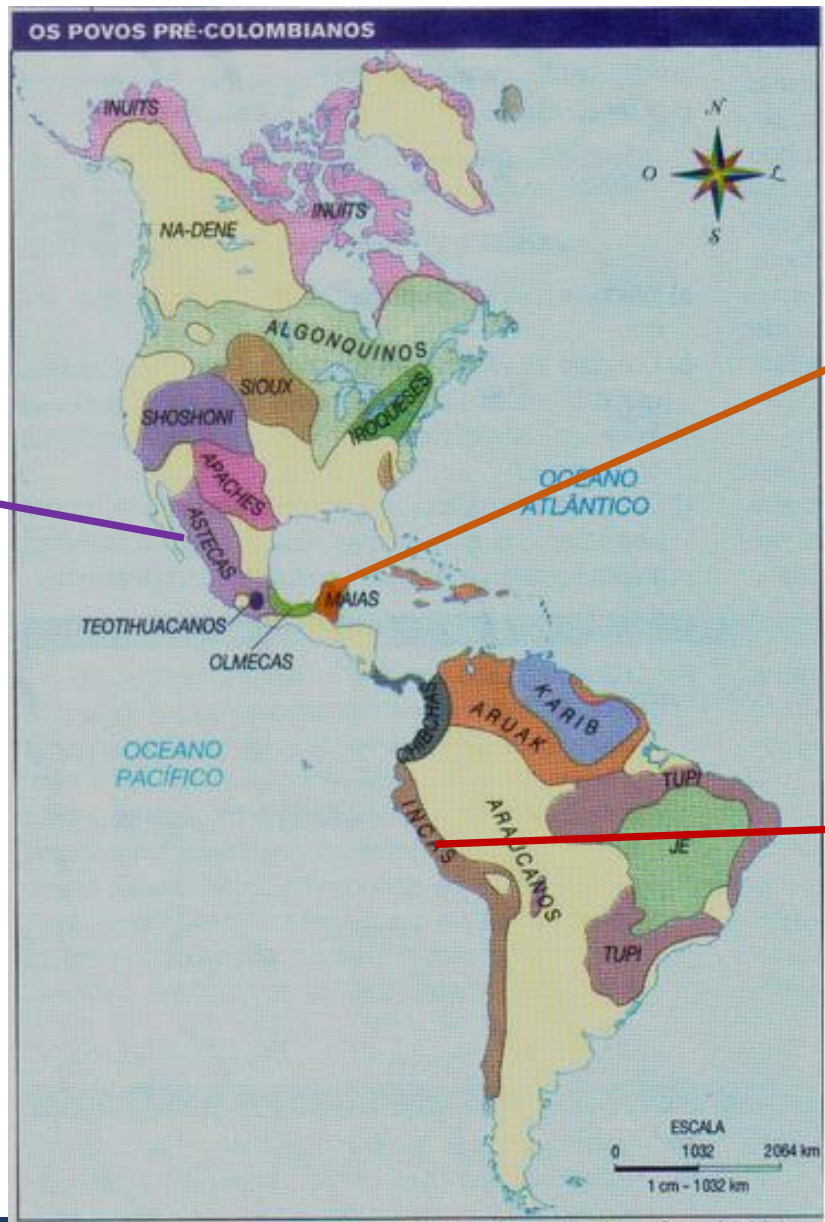 OS POVOS PRÉ-COLOMBIANOS
INUITS
N
O
L
S
INUITS
NA-DENE
ALGONQUINOS
SIOUX
IROQUESES
SHOSHONI
APACHES
OCEANO
ATLÂNTICO
ASTECAS
MAIAS
TEOTIHUACANOS
OLMECAS
CHIBCHAS
KARIB
ARUAK
OCEANO
PACÍFICO
TUPI
INCAS
ARAUCANOS
JÊ
TUPI
ESCALA
0 1032 2064 km
1 cm - 1032 km